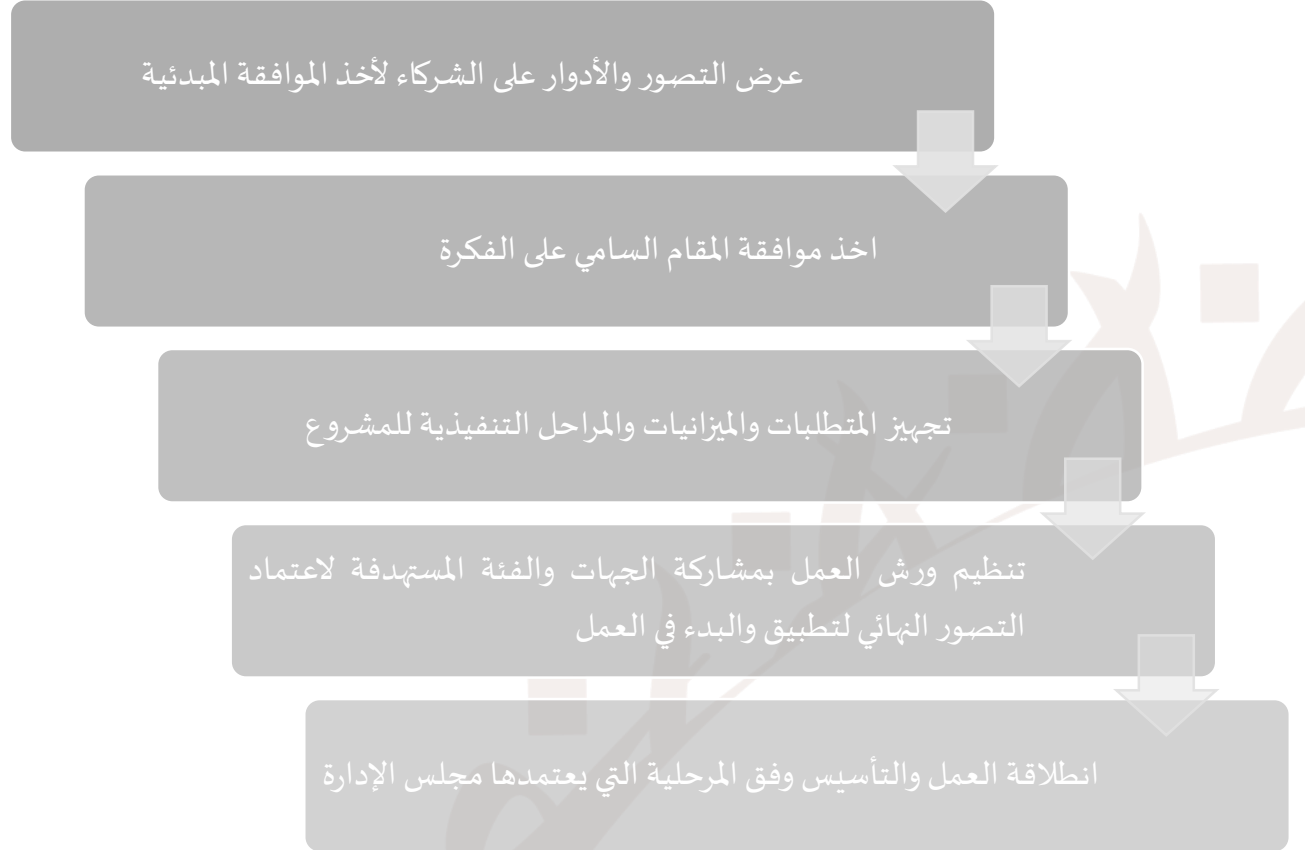 عرض التصور والأدوار على الشركاء لأخذ الموافقة المبدئية
اخذ موافقة المقام السامي على الفكرة
تجهيز المتطلبات والميزانيات والمراحل التنفيذية للمشروع
تنظيم ورش العمل بمشاركة الجهات والفئة المستهدفة لاعتماد
التصور النهائي لتطبيق والبدء في العمل
انطلاقة العمل والتأسيس وفق المرحلية التي يعتمدها مجلس الإدارة